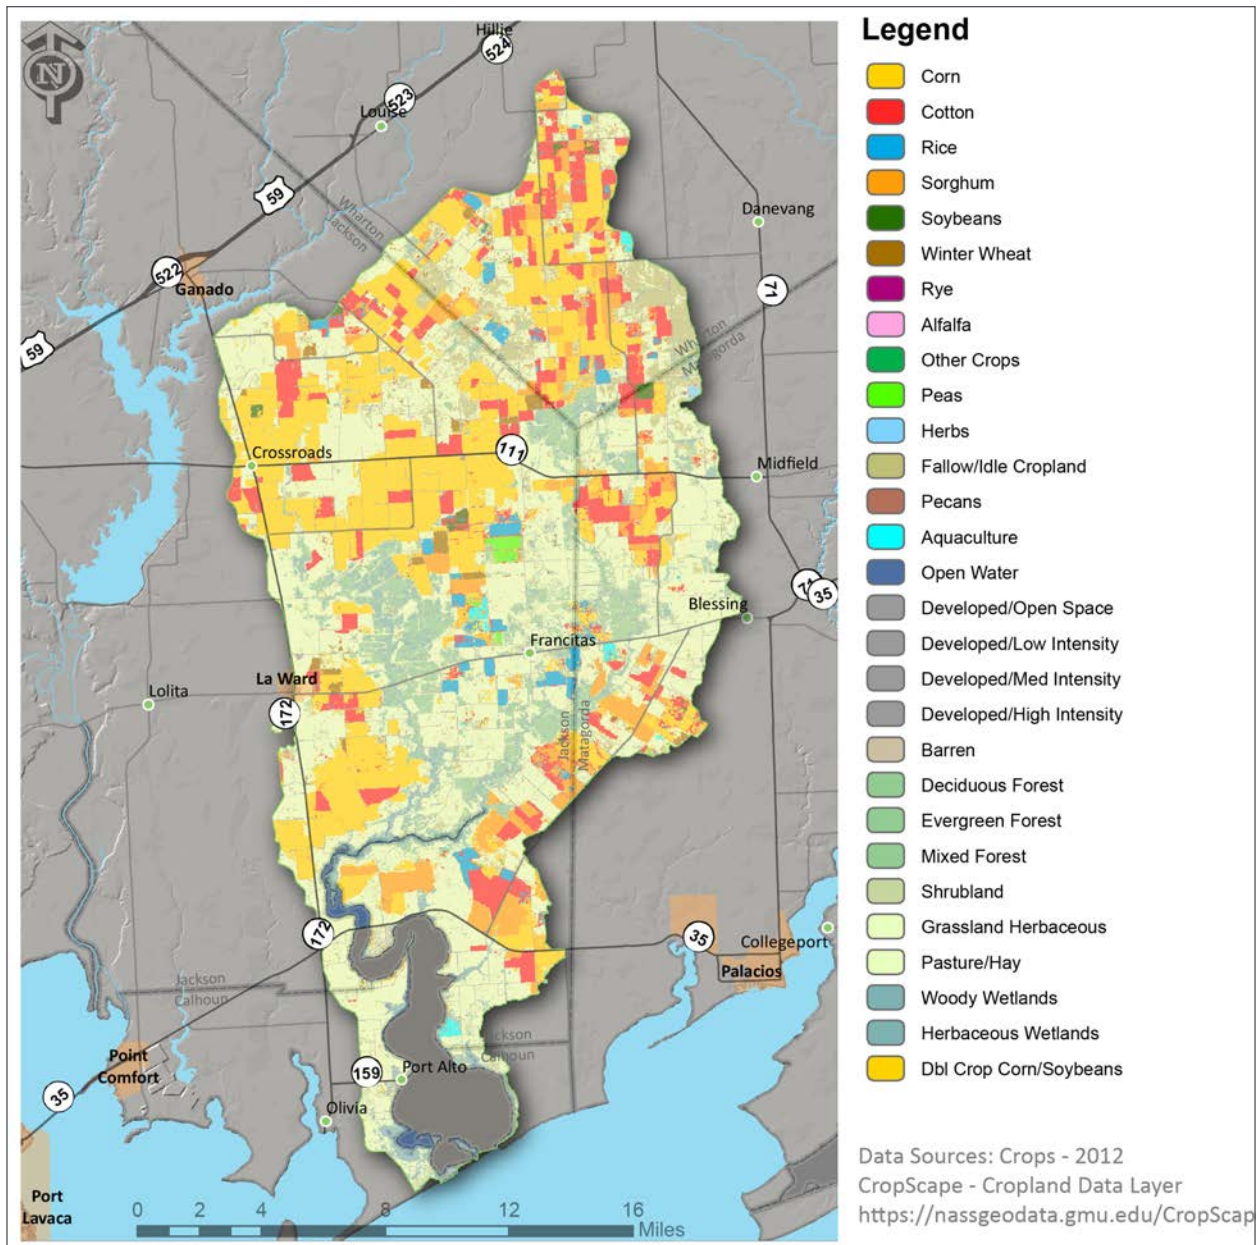 N
Hillje
524
523
Louise
59
Wharton
Jackson
Danevang
522
Ganado
71
59
Wharton
Matagorda
Crossroads
111
Midfield
71
35
Blessing
Francitas
La Ward
Lolita
172
Jackson
Matagorda
172
35
Collegeport
Palacios
Jackson
Calhoun
Jackson
Calhoun
Point
Comfort
159
Port Alto
35
Olivia
Port
Lavaca
0 2 4 8 12 16
Miles
Legend
Corn
Cotton
Rice
Sorghum
Soybeans
Winter Wheat
Rye
Alfalfa
Other Crops
Peas
Herbs
Fallow/Idle Cropland
Pecans
Aquaculture
Open Water
Developed/Open Space
Developed/Low Intensity
Developed/Med Intensity
Developed/High Intensity
Barren
Deciduous Forest
Evergreen Forest
Mixed Forest
Shrubland
Grassland Herbaceous
Pasture/Hay
Woody Wetlands
Herbaceous Wetlands
Dbl Crop Corn/Soybeans
Data Sources: Crops - 2012
CropScape - Cropland Data Layer
https://nassgeodata.gmu.edu/CropScap